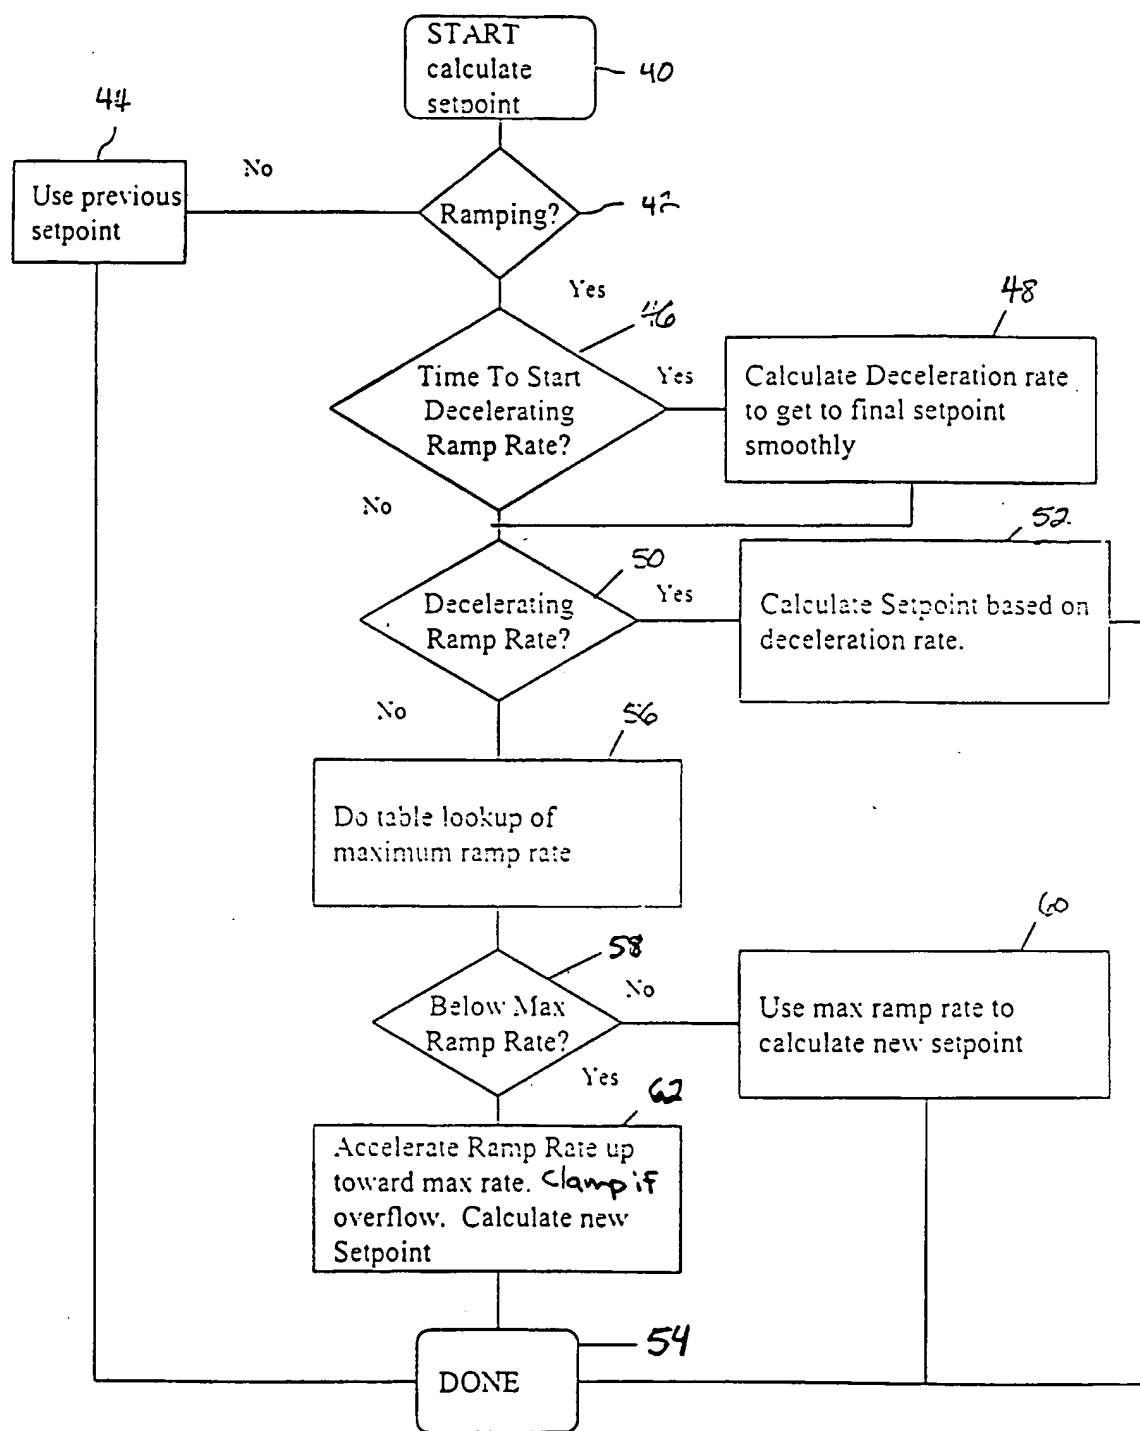 START
calculate
setpoint
40
44
No
Use previous
setpoint
Ramping?
42
Yes
46
48
Time To Start
Decelerating
Ramp Rate?
Yes
Calculate Deceleration rate
to get to final setpoint
smoothly
No
52
50
Decelerating
Ramp Rate?
Yes
Calculate Setpoint based on
deceleration rate.
No
56
Do table lookup of
maximum ramp rate
58
60
Below Max
Ramp Rate?
No
Use max ramp rate to
calculate new setpoint
Yes
62
Accelerate Ramp Rate up
toward max rate. Clamp if
overflow. Calculate new
Setpoint
54
DONE